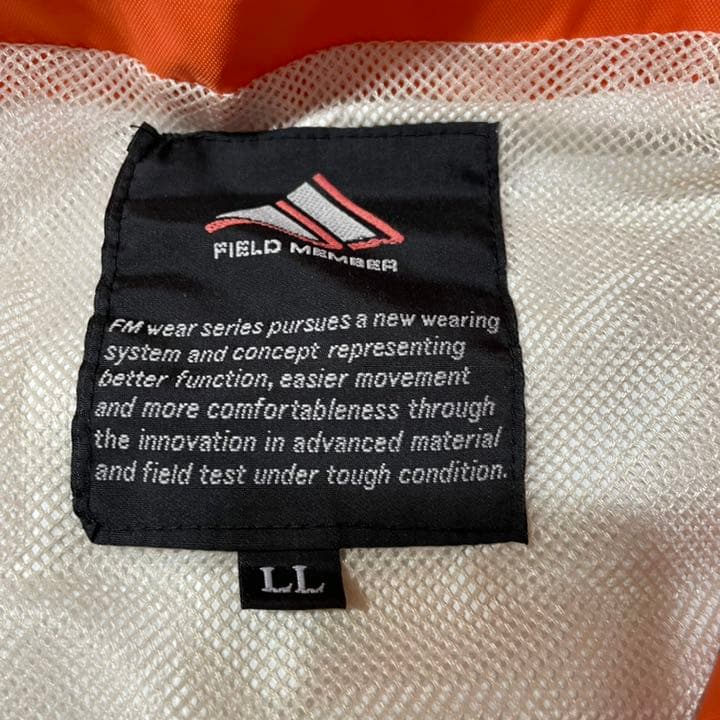 FIELD MEMBER
FM wear series pursues a new wearing
system and concept representing
better function, easier movement
and more comfortableness through
the innovation in advanced material
and field test under tough condition.
LL